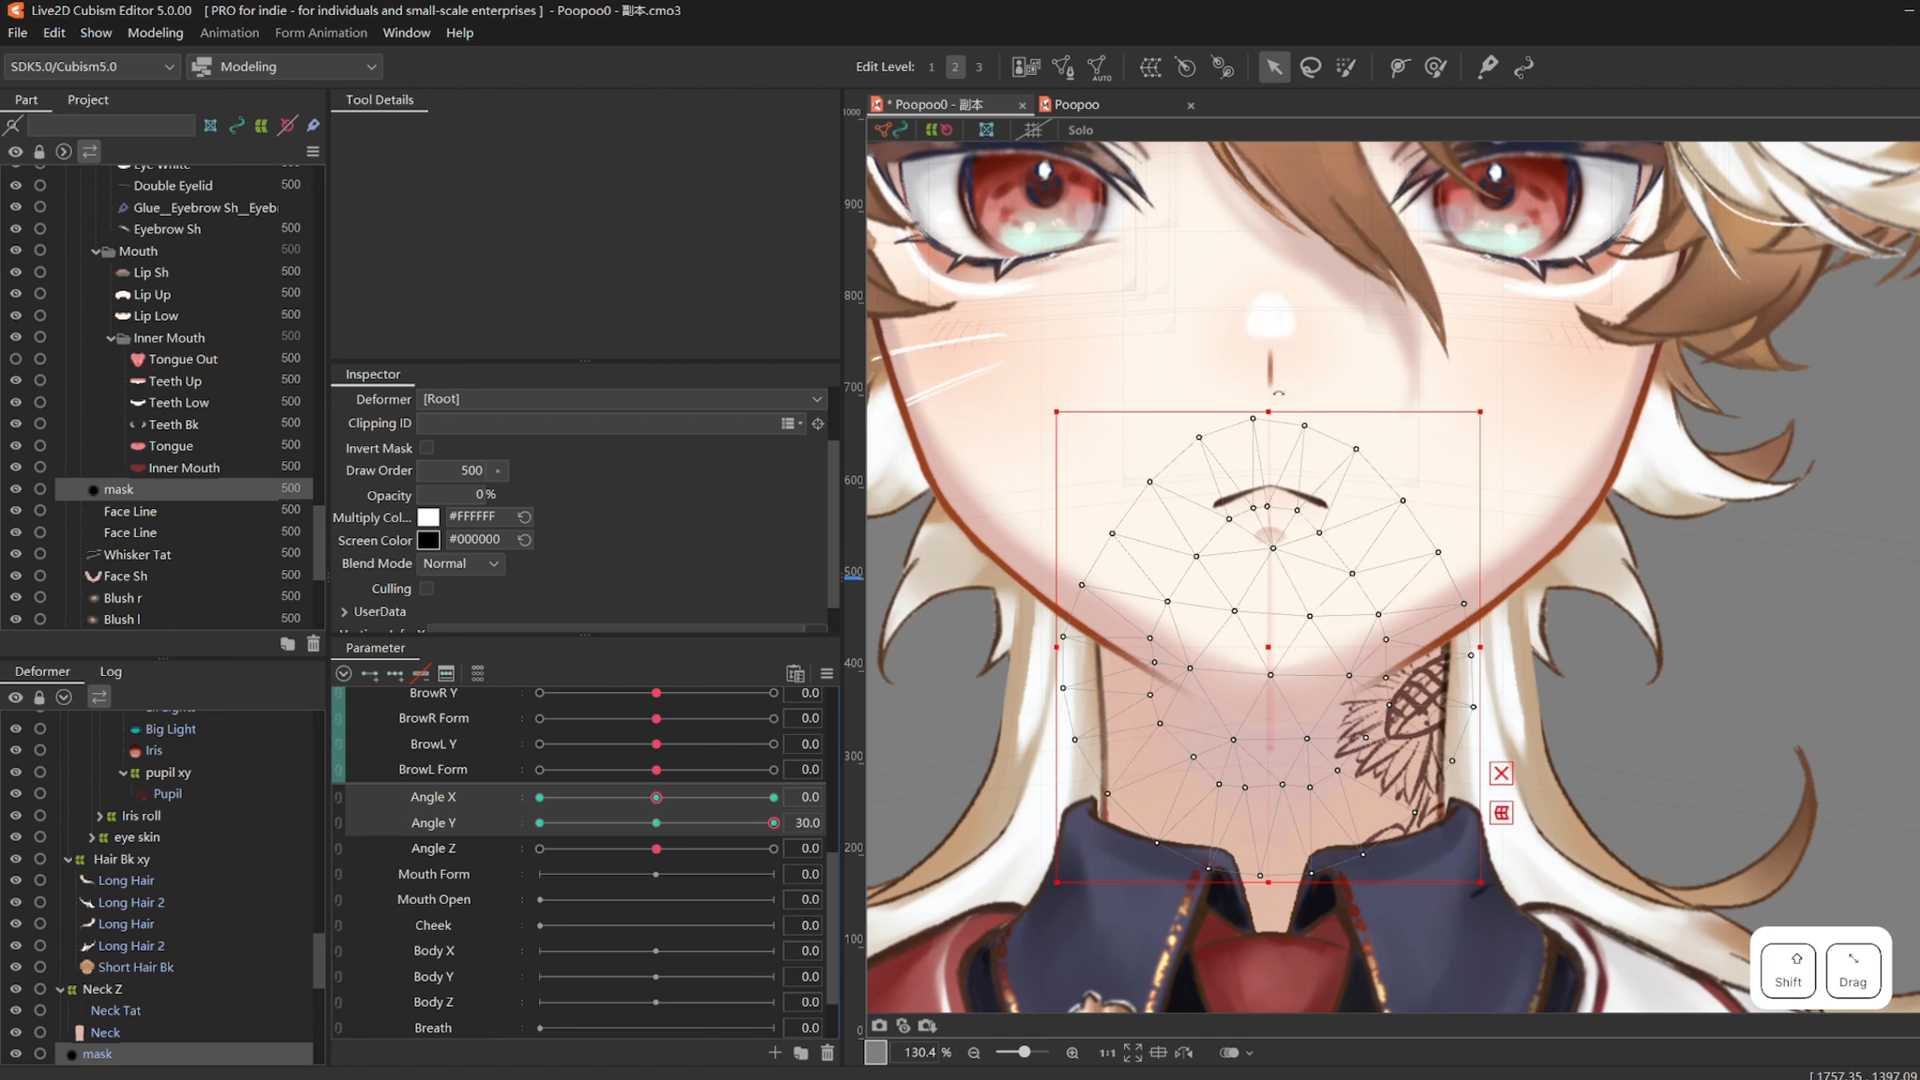 Live2D Cubism Editor 5.0.00 [ PRO for indie - for individuals and small-scale enterprises ] - Poopoo0 - 副本.cmo3
File Edit Show Modeling Animation Form Animation Window Help
SDK5.0/Cubism5.0 Modeling Edit Level: 1 2 3 AUTO
Part Project
Tool Details
* Poopoo0 - 副本 × Poopoo ×
Solo
Eye White
Double Eyelid 500
Glue__Eyebrow Sh__Eyeb
Eyebrow Sh 500
Mouth 500
Lip Sh 500
Lip Up 500
Lip Low 500
Inner Mouth 500
Tongue Out 500
Teeth Up 500
Teeth Low 500
Teeth Bk 500
Tongue 500
Inner Mouth 500
mask 500
Face Line 500
Face Line 500
Whisker Tat 500
Face Sh 500
Blush r 500
Blush l 500
Inspector
Deformer [Root]
Clipping ID
Invert Mask
Draw Order 500
Opacity 0 %
Multiply Col... #FFFFFF
Screen Color #000000
Blend Mode Normal
Culling
UserData
Deformer Log
Big Light
Iris
pupil xy
Pupil
Iris roll
eye skin
Hair Bk xy
Long Hair
Long Hair 2
Long Hair
Long Hair 2
Short Hair Bk
Neck Z
Neck Tat
Neck
mask
Parameter
BrowR Y : 0.0
BrowR Form : 0.0
BrowL Y : 0.0
BrowL Form : 0.0
Angle X : 0.0
Angle Y : 30.0
Angle Z : 0.0
Mouth Form : 0.0
Mouth Open : 0.0
Cheek : 0.0
Body X : 0.0
Body Y : 0.0
Body Z : 0.0
Breath : 0.0
900
800
700
600
500
400
300
200
100
0
Shift Drag
130.4 % 1:1
[ 1757.35 , 1397.09